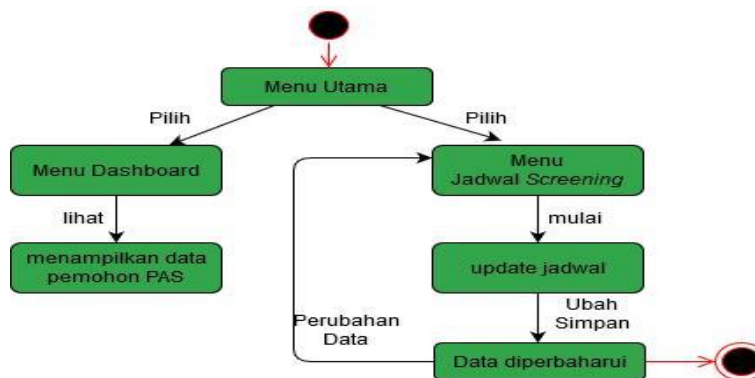 Menu Utama
Pilih
Pilih
Menu Dashboard
Menu
Jadwal Screening
lihat
mulai
menampilkan data
pemohon PAS
update jadwal
Ubah
Simpan
Perubahan
Data
Data diperbaharui